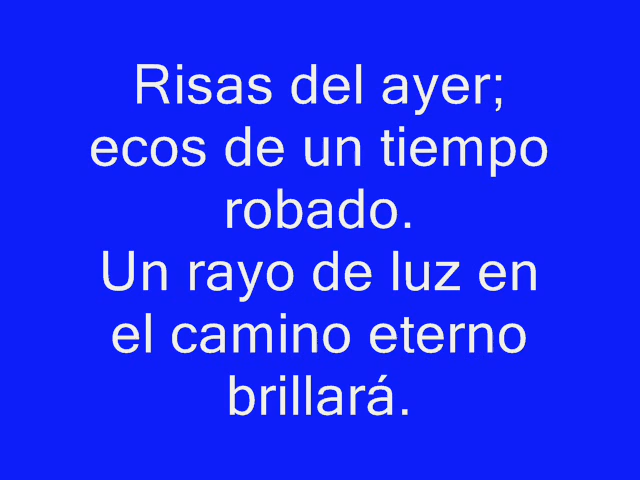 Risas del ayer;
ecos de un tiempo
robado.
Un rayo de luz en
el camino eterno
brillará.